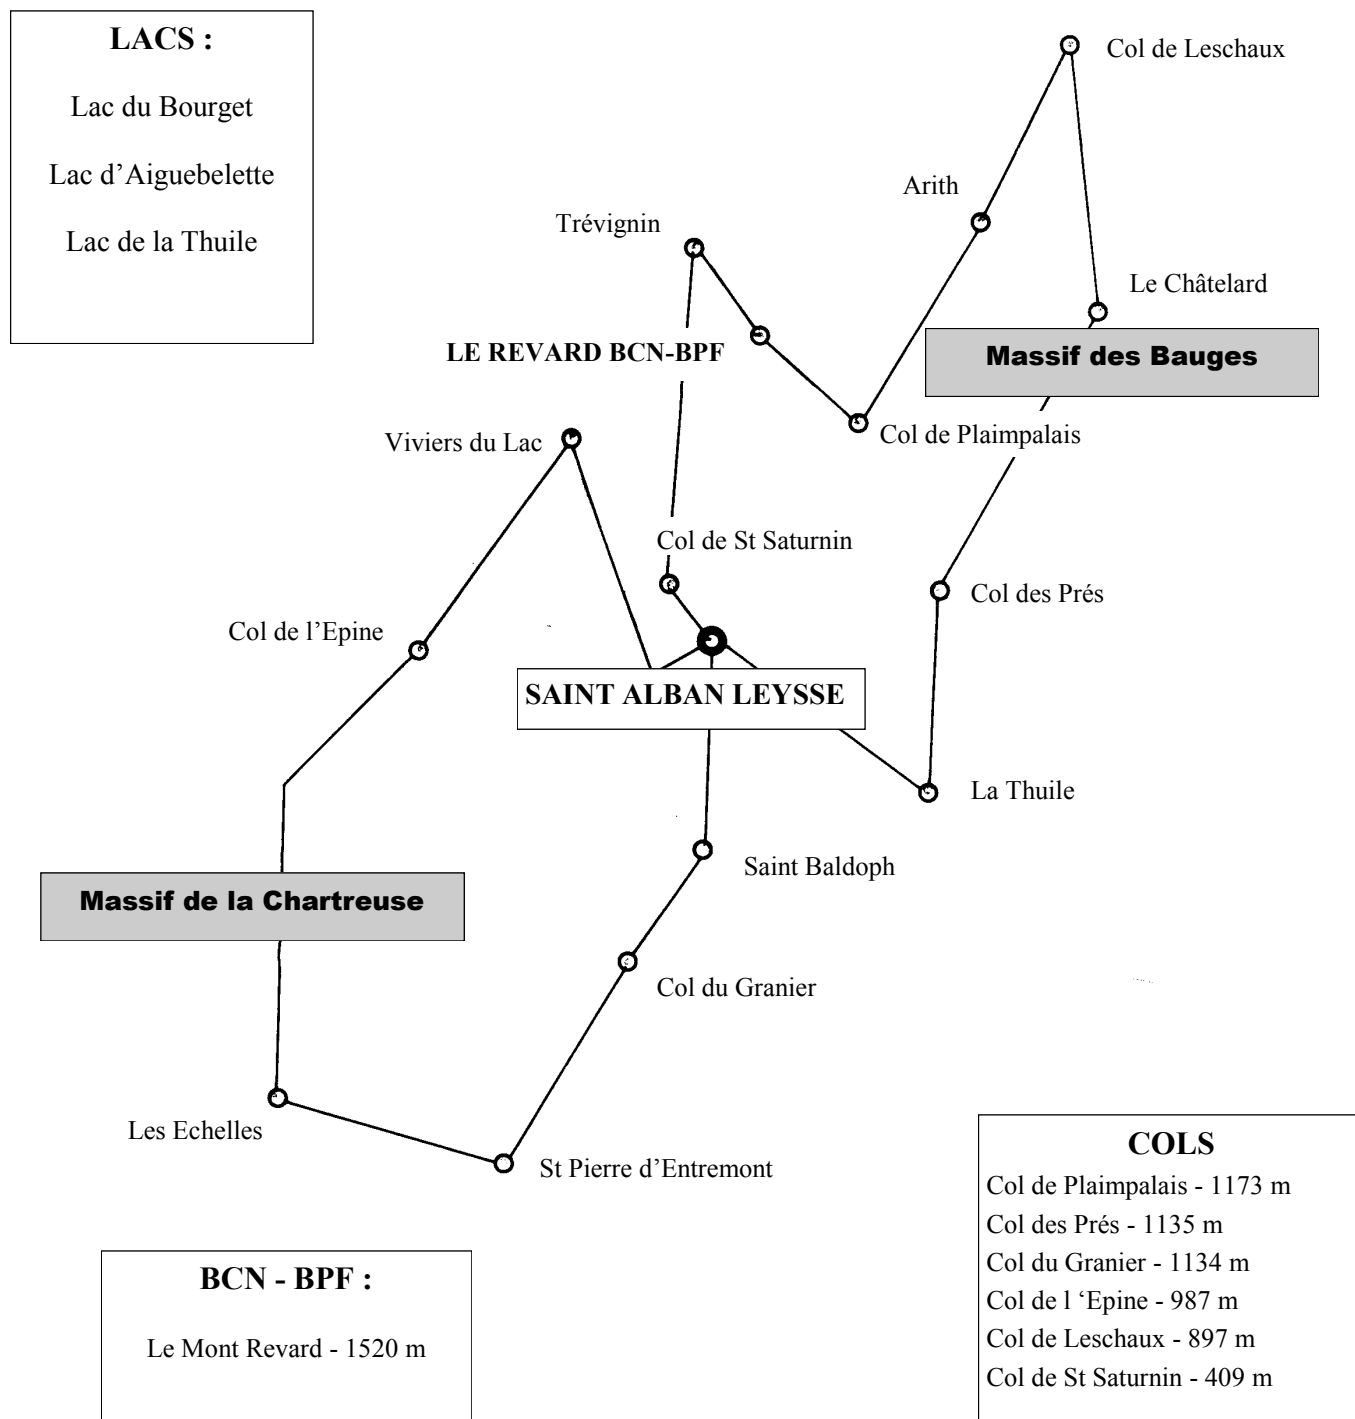 LACS :
Lac du Bourget
Lac d’Aiguebelette
Lac de la Thuile
Col de Leschaux
Arith
Trévignin
Le Châtelard
LE REVARD BCN-BPF
Massif des Bauges
Col de Plaimpalais
Viviers du Lac
Col de St Saturnin
Col des Prés
Col de l’Epine
SAINT ALBAN LEYSSE
La Thuile
Saint Baldoph
Massif de la Chartreuse
Col du Granier
Les Echelles
St Pierre d’Entremont
COLS
Col de Plaimpalais - 1173 m
Col des Prés - 1135 m
Col du Granier - 1134 m
Col de l ‘Epine - 987 m
Col de Leschaux - 897 m
Col de St Saturnin - 409 m
BCN - BPF :
Le Mont Revard - 1520 m